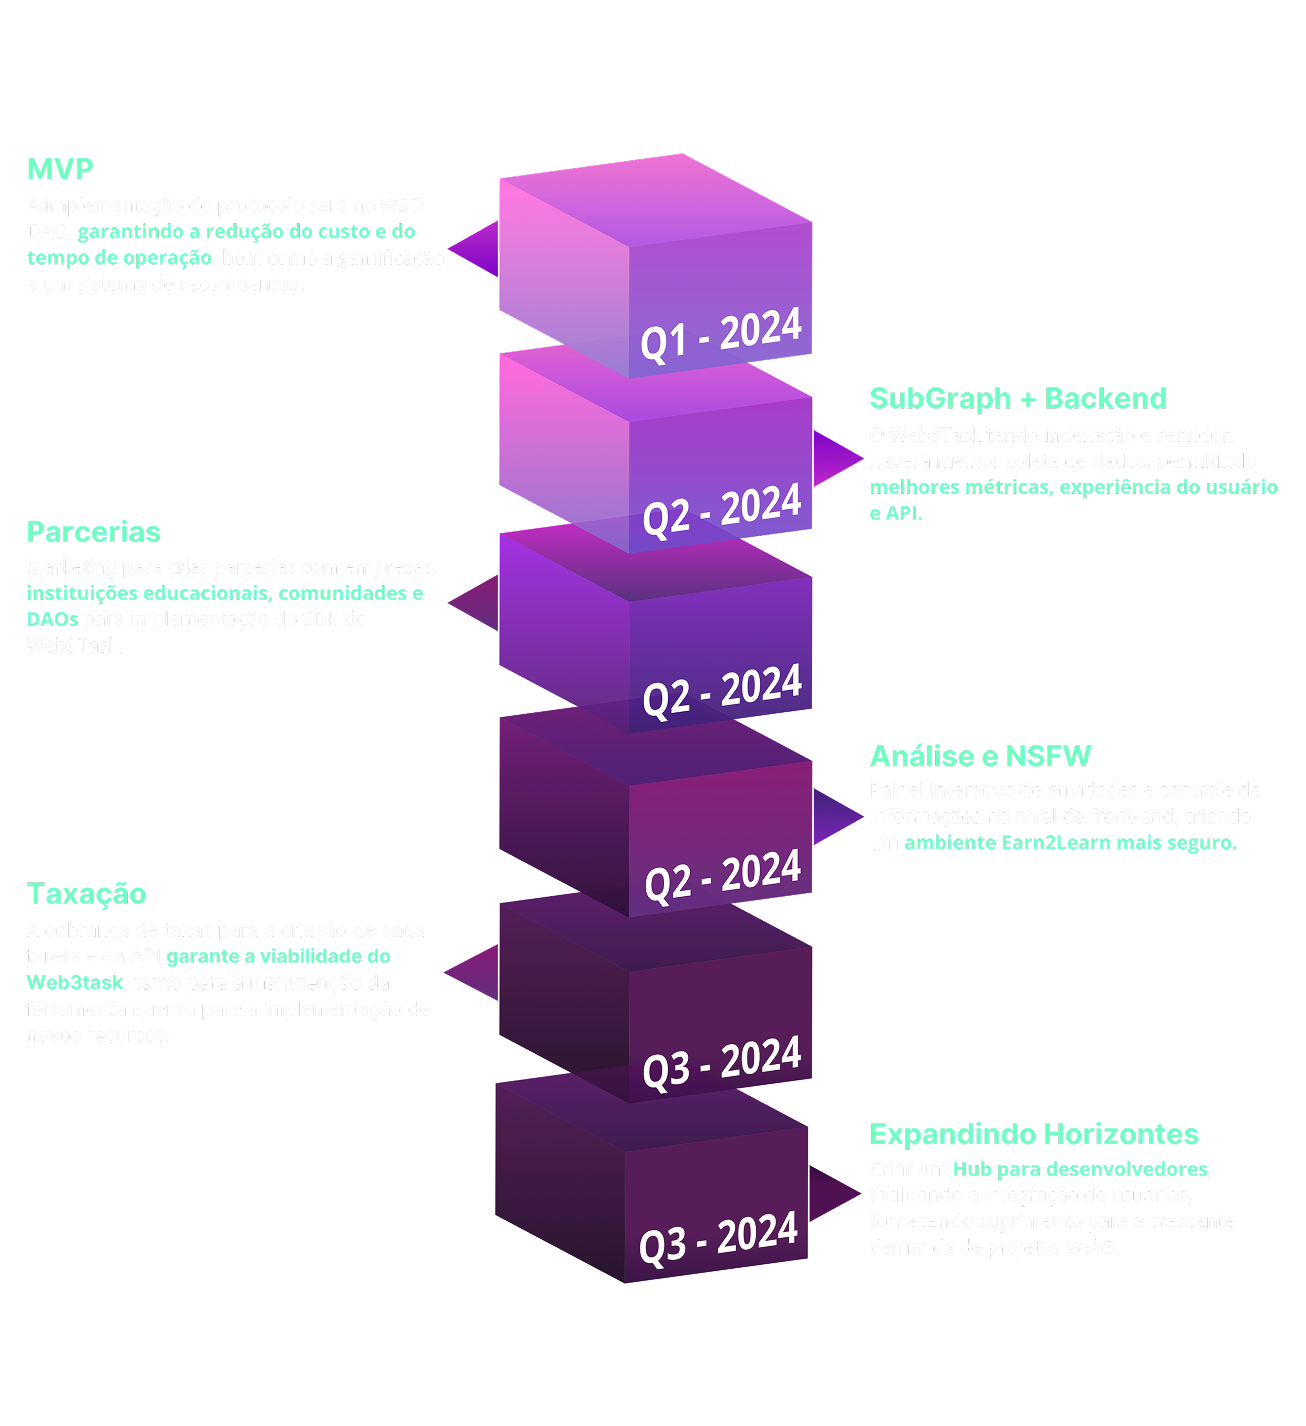 MVP
A implementação do protocolo será no W3D
DAO, garantindo a redução do custo e do
tempo de operação, bem como a gamificação
e um sistema de recompensas.
Q1 - 2024
SubGraph + Backend
O Web3Task tendo indexação e servidor,
haverá melhor coleta de dados, permitindo
melhores métricas, experiência do usuário
e API.
Q2 - 2024
Parcerias
Marketing para criar parcerias com empresas,
instituições educacionais, comunidades e
DAOs para implementação do SDK do
Web3Task.
Q2 - 2024
Análise e NSFW
Painel interativo de atividades e controle de
informações no nível do front-end, criando
um ambiente Earn2Learn mais seguro.
Q2 - 2024
Taxação
A cobrança de taxas para a criação de cada
tarefa e da API garante a viabilidade do
Web3task, tanto para a manutenção da
ferramenta quanto para a implementação de
novos recursos.
Q3 - 2024
Expandindo Horizontes
Criar um Hub para desenvolvedores,
facilitando a integração de usuários,
fornecendo suprimento para a crescente
demanda de projetos web3.
Q3 - 2024